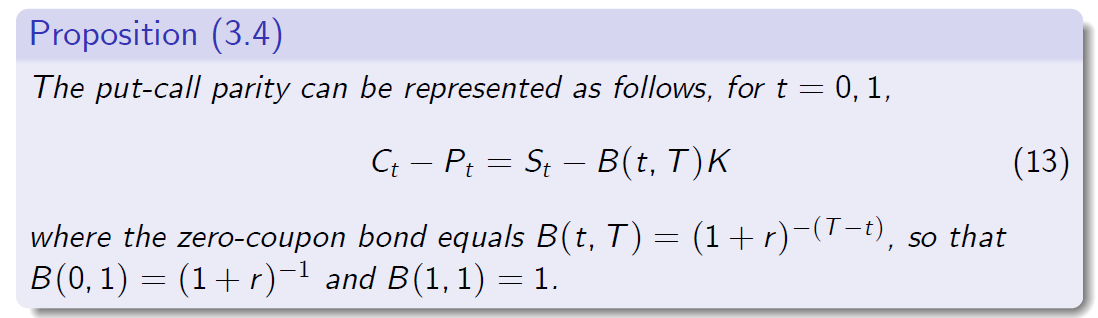 Proposition (3.4)
The put-call parity can be represented as follows, for t = 0, 1,
C_t − P_t = S_t − B(t, T)K (13)
where the zero-coupon bond equals B(t, T) = (1 + r)^{−(T−t)}, so that
B(0, 1) = (1 + r)^{−1} and B(1, 1) = 1.